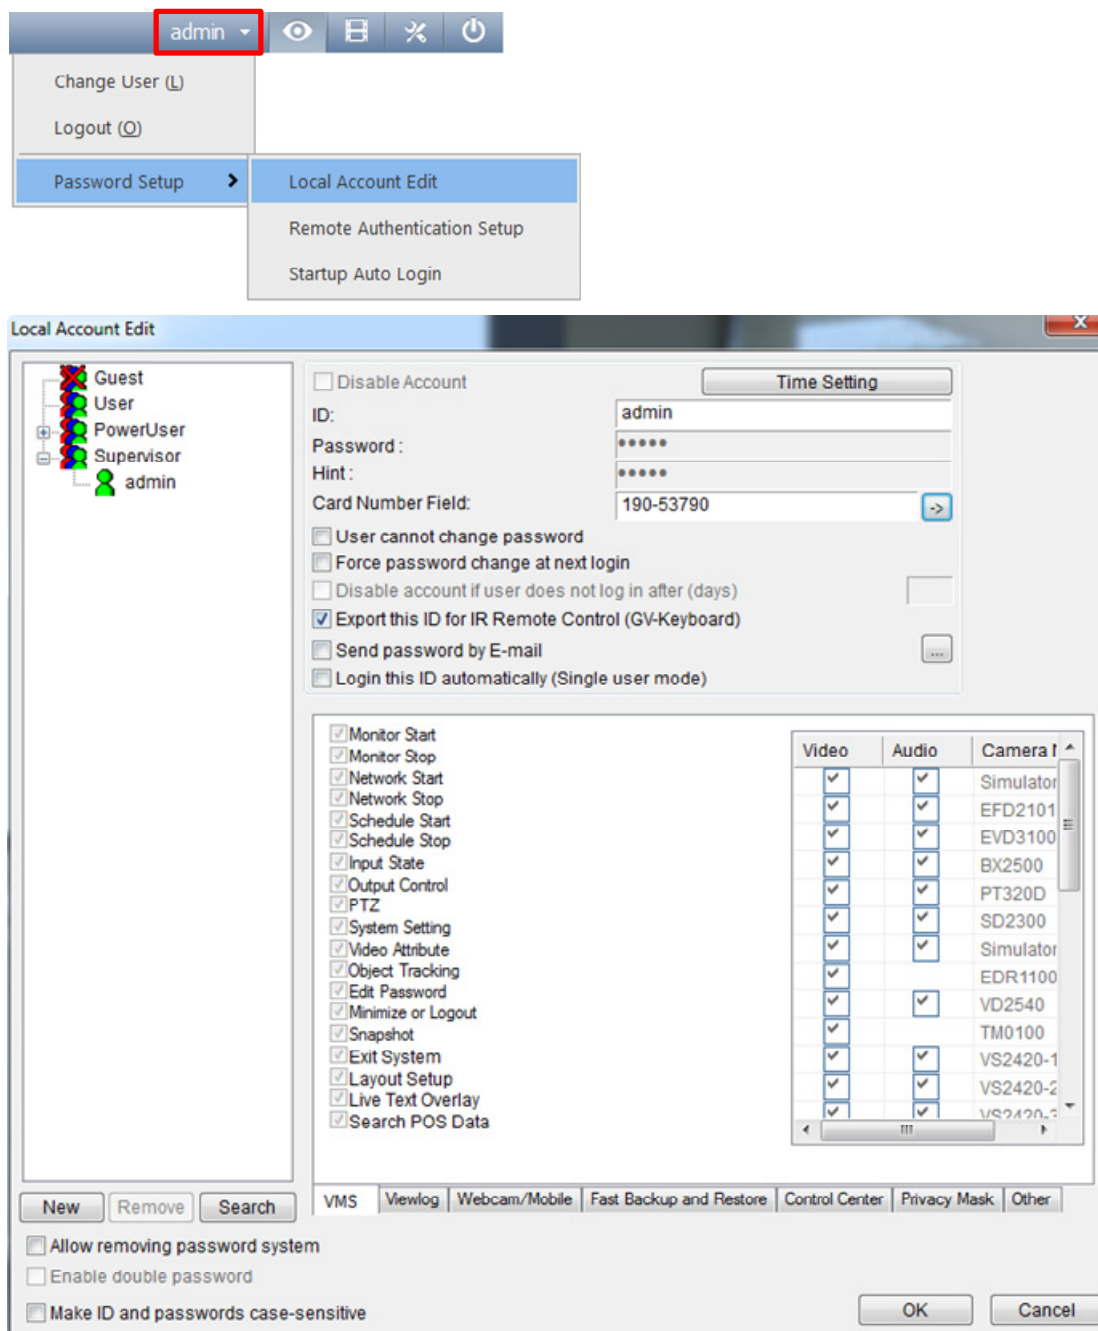 admin
Change User (L)
Logout (O)
Password Setup
Local Account Edit
Remote Authentication Setup
Startup Auto Login
Local Account Edit
Guest
User
PowerUser
Supervisor
admin
Disable Account
Time Setting
ID:
admin
Password :
•••••
Hint :
•••••
Card Number Field:
190-53790
->
User cannot change password
Force password change at next login
Disable account if user does not log in after (days)
Export this ID for IR Remote Control (GV-Keyboard)
Send password by E-mail
...
Login this ID automatically (Single user mode)
Monitor Start
Monitor Stop
Network Start
Network Stop
Schedule Start
Schedule Stop
Input State
Output Control
PTZ
System Setting
Video Attribute
Object Tracking
Edit Password
Minimize or Logout
Snapshot
Exit System
Layout Setup
Live Text Overlay
Search POS Data
Video Audio Camera
Simulator
EFD2101
EVD3100
BX2500
PT320D
SD2300
Simulator
EDR1100
VD2540
TM0100
VS2420-1
VS2420-2
VS2420-3
New Remove Search
VMS Viewlog Webcam/Mobile Fast Backup and Restore Control Center Privacy Mask Other
Allow removing password system
Enable double password
Make ID and passwords case-sensitive
OK Cancel